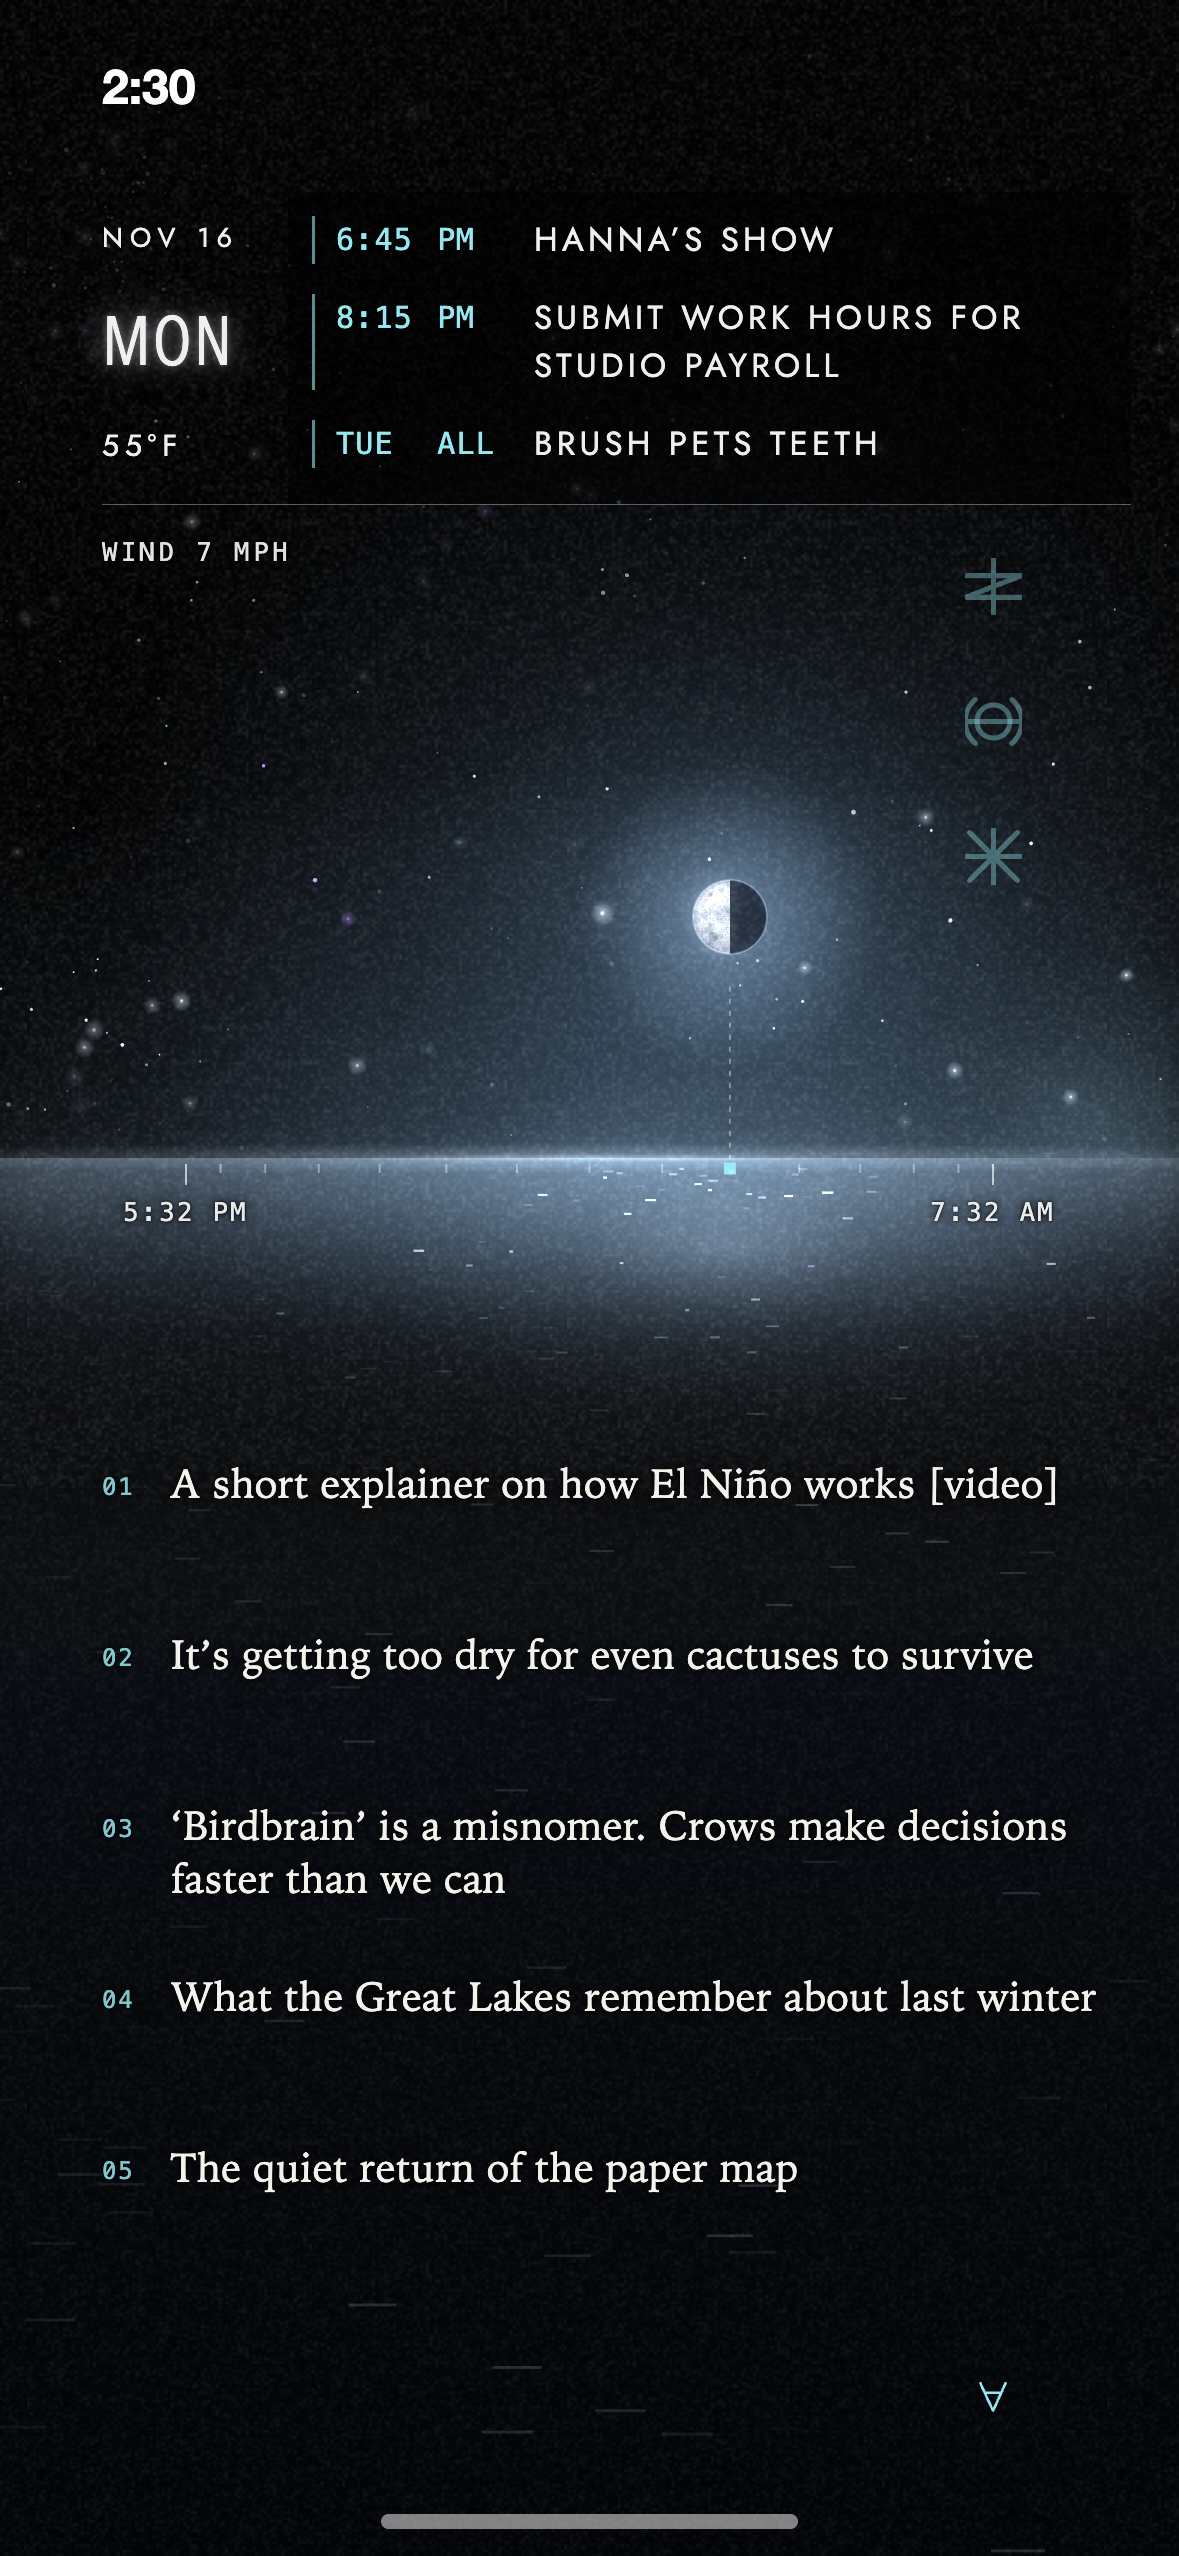 2:30
NOV 16
MON
55°F
6:45 PM HANNA’S SHOW
8:15 PM SUBMIT WORK HOURS FOR
STUDIO PAYROLL
TUE ALL BRUSH PETS TEETH
WIND 7 MPH
5:32 PM
7:32 AM
01 A short explainer on how El Niño works [video]
02 It’s getting too dry for even cactuses to survive
03 ‘Birdbrain’ is a misnomer. Crows make decisions
faster than we can
04 What the Great Lakes remember about last winter
05 The quiet return of the paper map